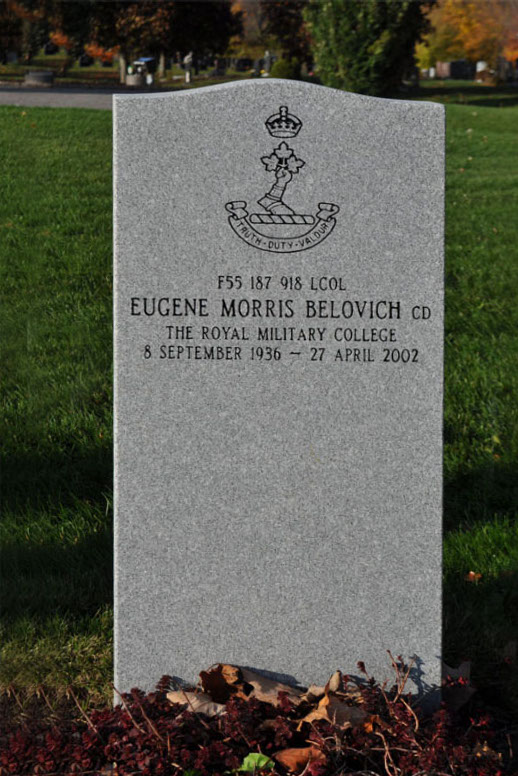 TRUTH-DUTY-VALOUR
F55 187 918 LCOL
EUGENE MORRIS BELOVICH CD
THE ROYAL MILITARY COLLEGE
8 SEPTEMBER 1936 – 27 APRIL 2002